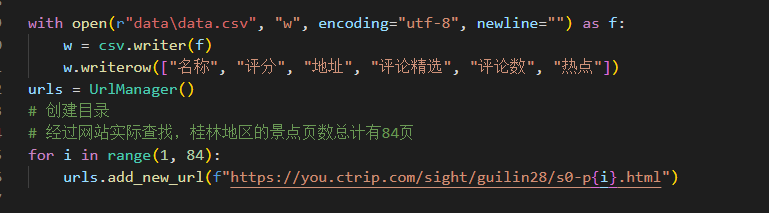 with open(r"data\data.csv", "w", encoding="utf-8", newline="") as f:
    w = csv.writer(f)
    w.writerow(["名称", "评分", "地址", "评论精选", "评论数", "热点"])
urls = UrlManager()
# 创建目录
# 经过网站实际查找，桂林地区的景点页数总计有84页
for i in range(1, 84):
    urls.add_new_url(f"https://you.ctrip.com/sight/guilin28/s0-p{i}.html")